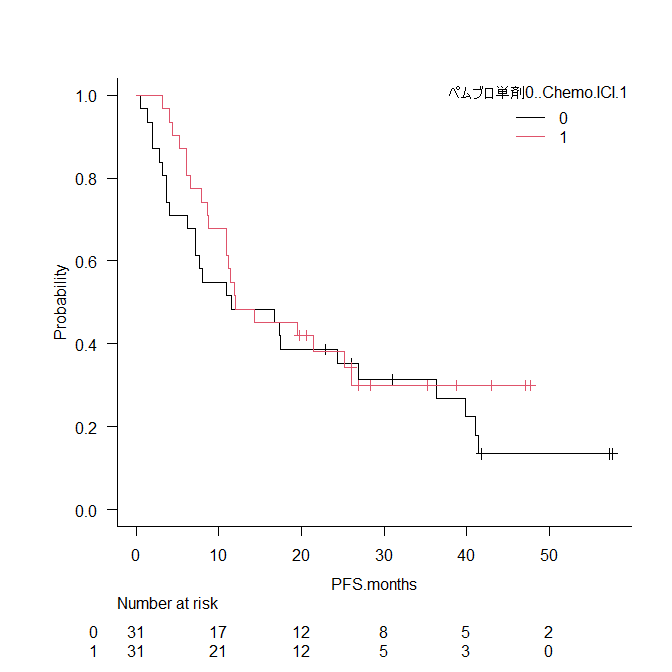 ペムブロ単剤0..Chemo.ICI.1
0
1
1.0
0.8
0.6
0.4
0.2
0.0
Probability
0 10 20 30 40 50
PFS.months
Number at risk
0 31 17 12 8 5 2
1 31 21 12 5 3 0